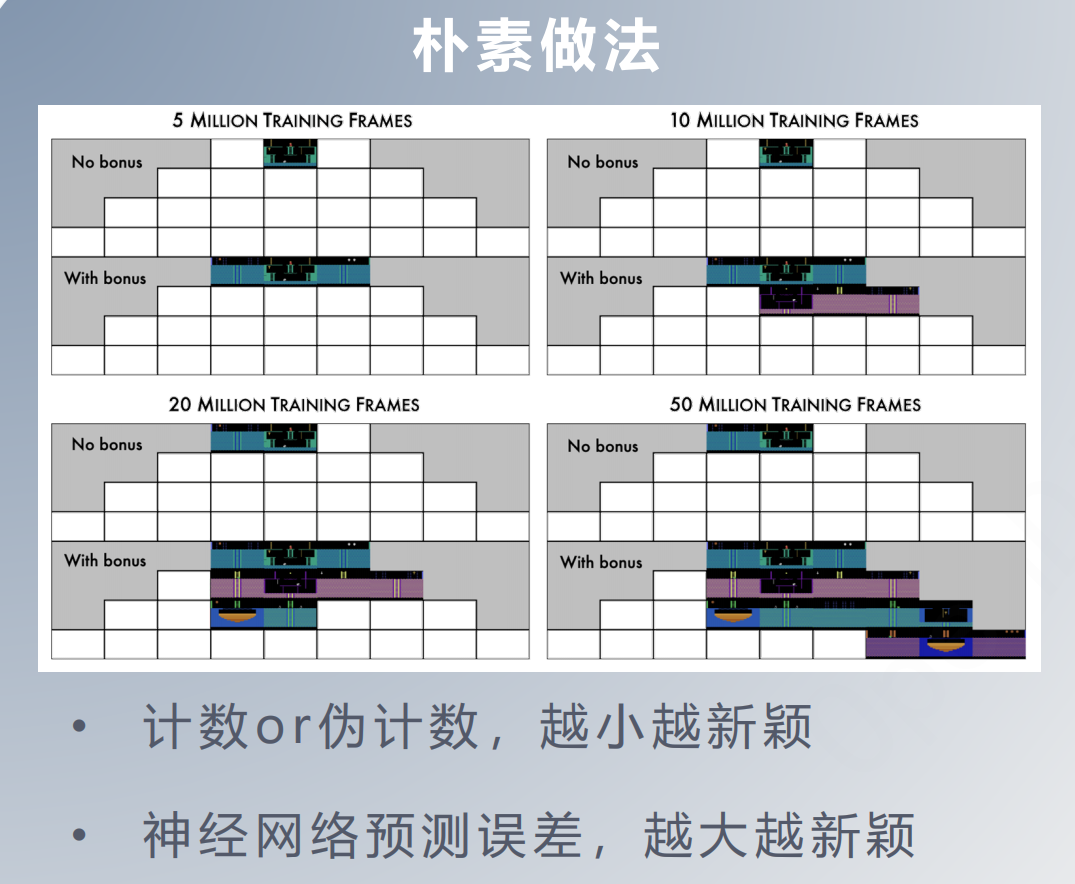 朴素做法
5 MILLION TRAINING FRAMES
10 MILLION TRAINING FRAMES
No bonus
No bonus
With bonus
With bonus
20 MILLION TRAINING FRAMES
50 MILLION TRAINING FRAMES
No bonus
No bonus
With bonus
With bonus
• 计数or伪计数，越小越新颖
• 神经网络预测误差，越大越新颖